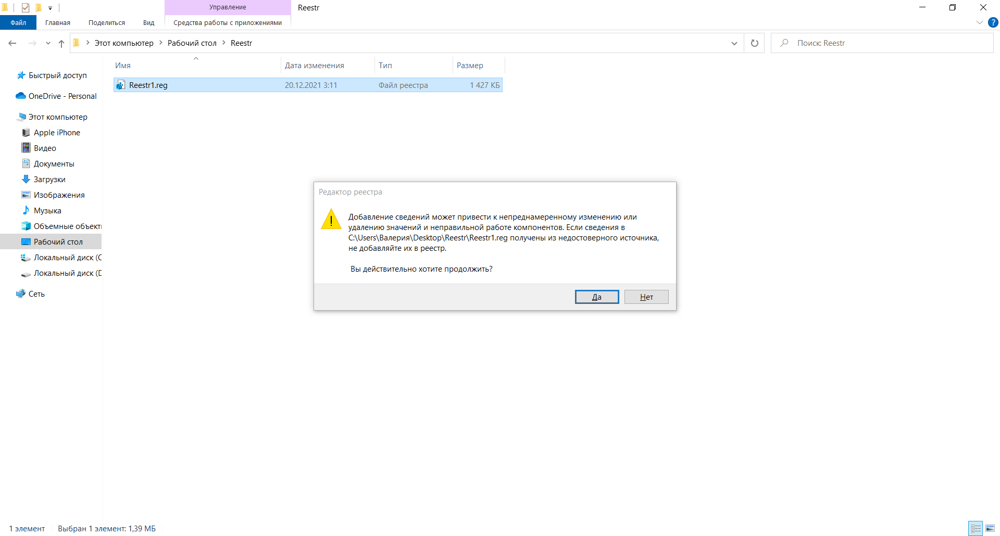 Управление
Reestr
Файл
Главная
Поделиться
Вид
Средства работы с приложениями
?
Этот компьютер
Рабочий стол
Reestr
Поиск: Reestr
Имя
Дата изменения
Тип
Размер
Reestr1.reg
20.12.2021 3:11
Файл реестра
1 427 КБ
Быстрый доступ
OneDrive - Personal
Этот компьютер
Apple iPhone
Видео
Документы
Загрузки
Изображения
Музыка
Объемные объект
Рабочий стол
Локальный диск (C
Локальный диск (D
Сеть
Редактор реестра
Добавление сведений может привести к непреднамеренному изменению или
удалению значений и неправильной работе компонентов. Если сведения в
C:\Users\Валерия\Desktop\Reestr\Reestr1.reg получены из недостоверного источника,
не добавляйте их в реестр.
Вы действительно хотите продолжить?
Да
Нет
1 элемент
Выбран 1 элемент: 1,39 МБ